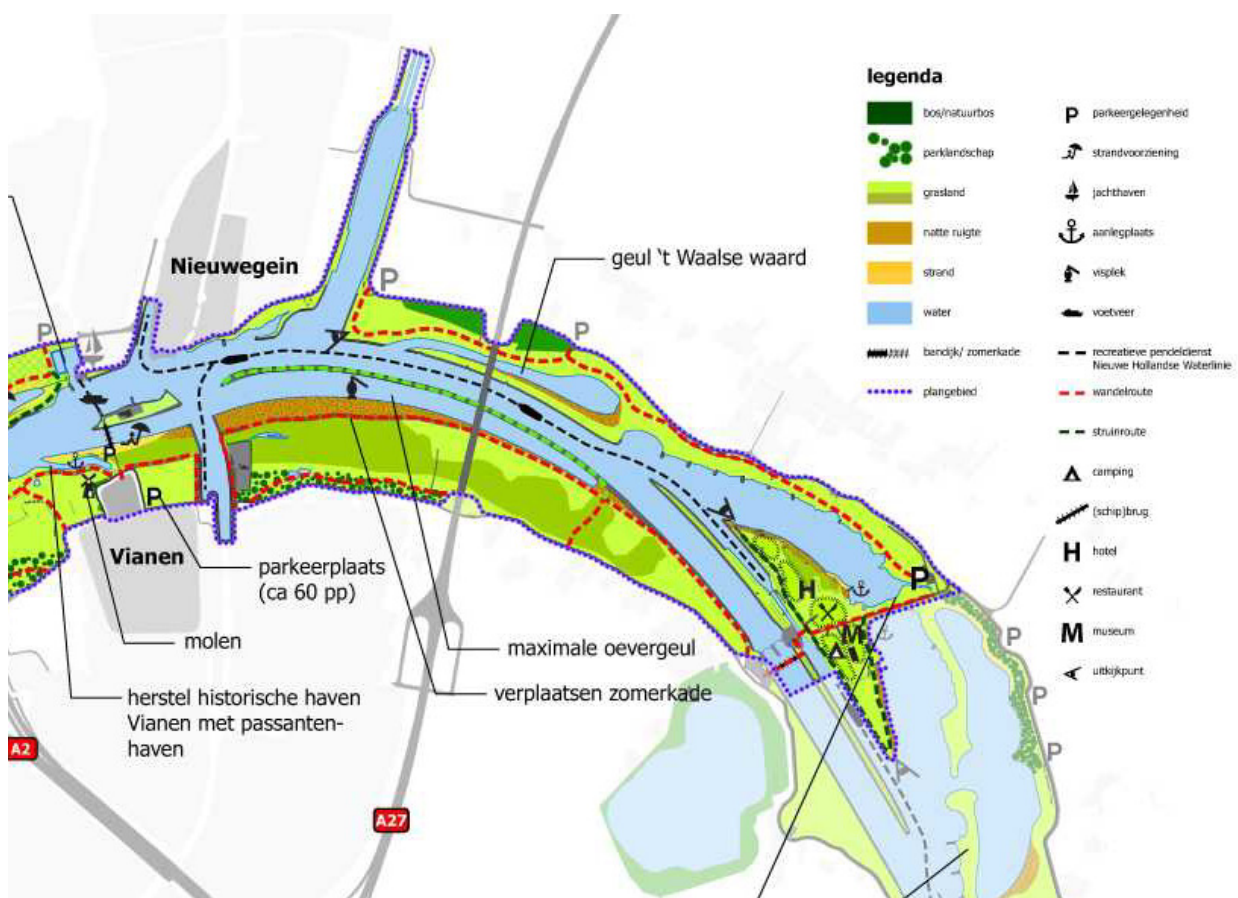 legenda
bos/natuurbos
parklandschap
grasland
natte ruigte
strand
water
bandijk/ zomerkade
plangebied
P parkeergelegenheid
strandvoorziening
jachthaven
aanlegplaats
visplek
voetveer
recreatieve pendeldienst
Nieuwe Hollandse Waterlinie
wandelroute
struinroute
camping
(schip)brug
H hotel
restaurant
M museum
uitkijkpunt
Nieuwegein
geul ‘t Waalse waard
P
P
P
P
P
P
H
M
P
P
P
Vianen
parkeerplaats
(ca 60 pp)
molen
maximale oevergeul
verplaatsen zomerkade
herstel historische haven
Vianen met passanten-
haven
A2
A27